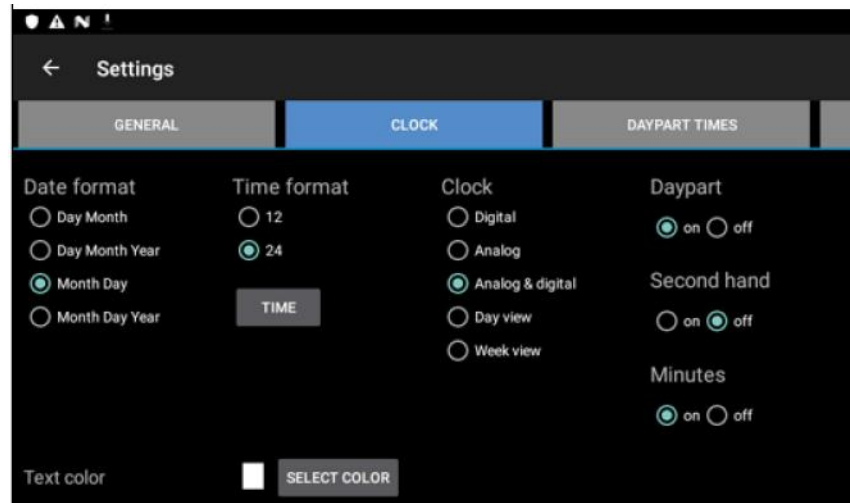 Settings
GENERAL
CLOCK
DAYPART TIMES
Date format
Day Month
Day Month Year
Month Day
Month Day Year
Time format
12
24
TIME
Clock
Digital
Analog
Analog & digital
Day view
Week view
Daypart
on off
Second hand
on off
Minutes
on off
Text color
SELECT COLOR